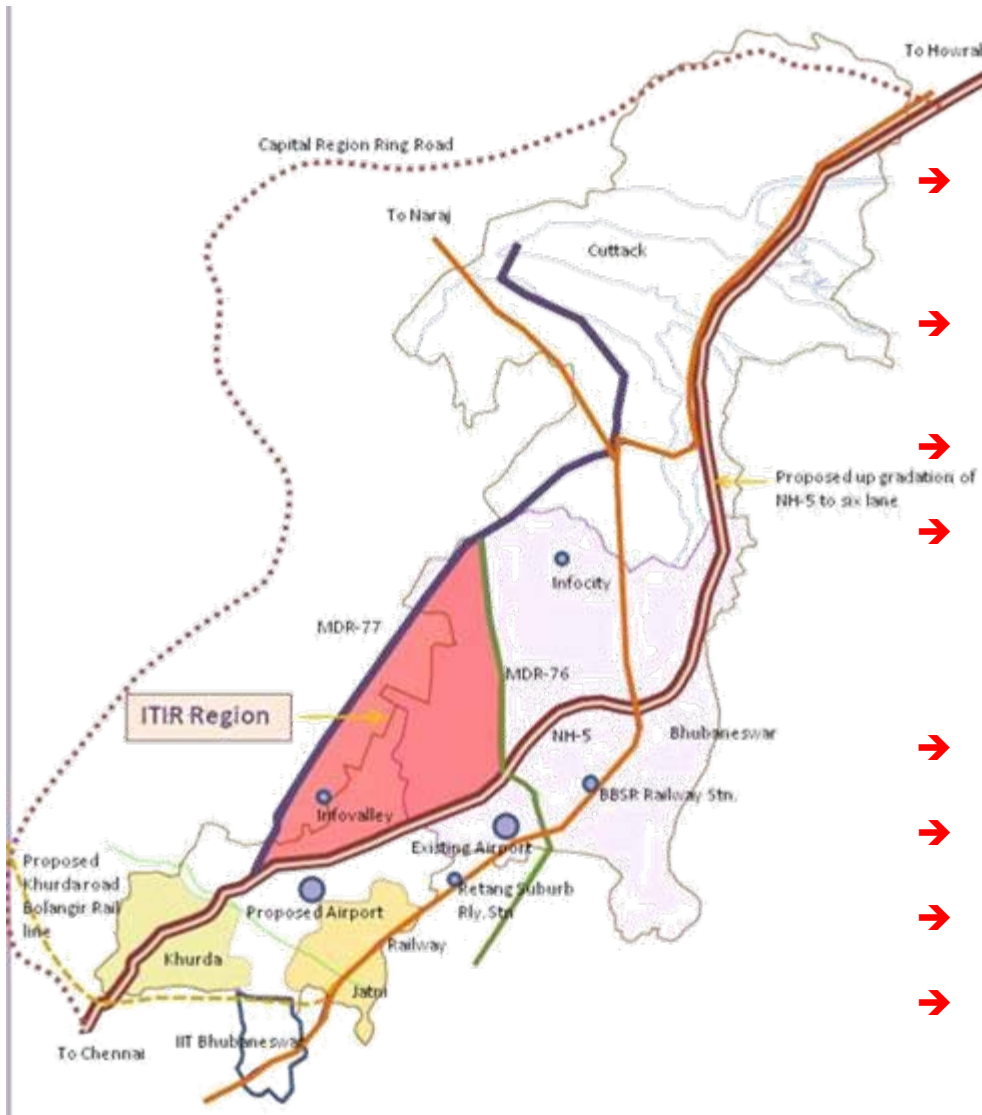 To Howrah
Capital Region Ring Road
To Naraj
Cuttack
Proposed up gradation of
NH-5 to six lane
Infocity
MDR-77
MDR-76
ITIR Region
NH-5
Bhubaneswar
BBSR Railway Stn.
Infovalley
Existing Airport
Proposed
Khurda road
Bolangir Rail
line
Retang Suburb
Rly. Stn
Proposed Airport
Railway
Khurda
Jatni
IIT Bhubaneswar
To Chennai